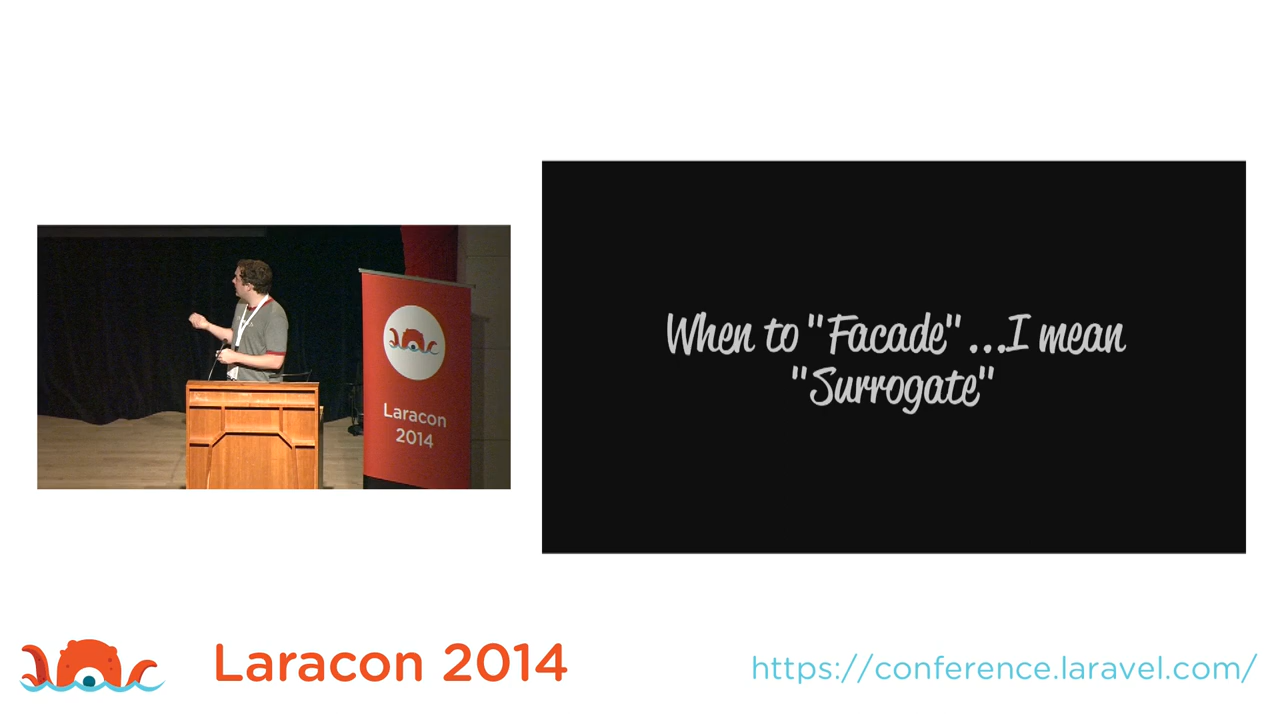 When to "Facade"...I mean
"Surrogate"
Laracon
2014
Laracon 2014
https://conference.laravel.com/